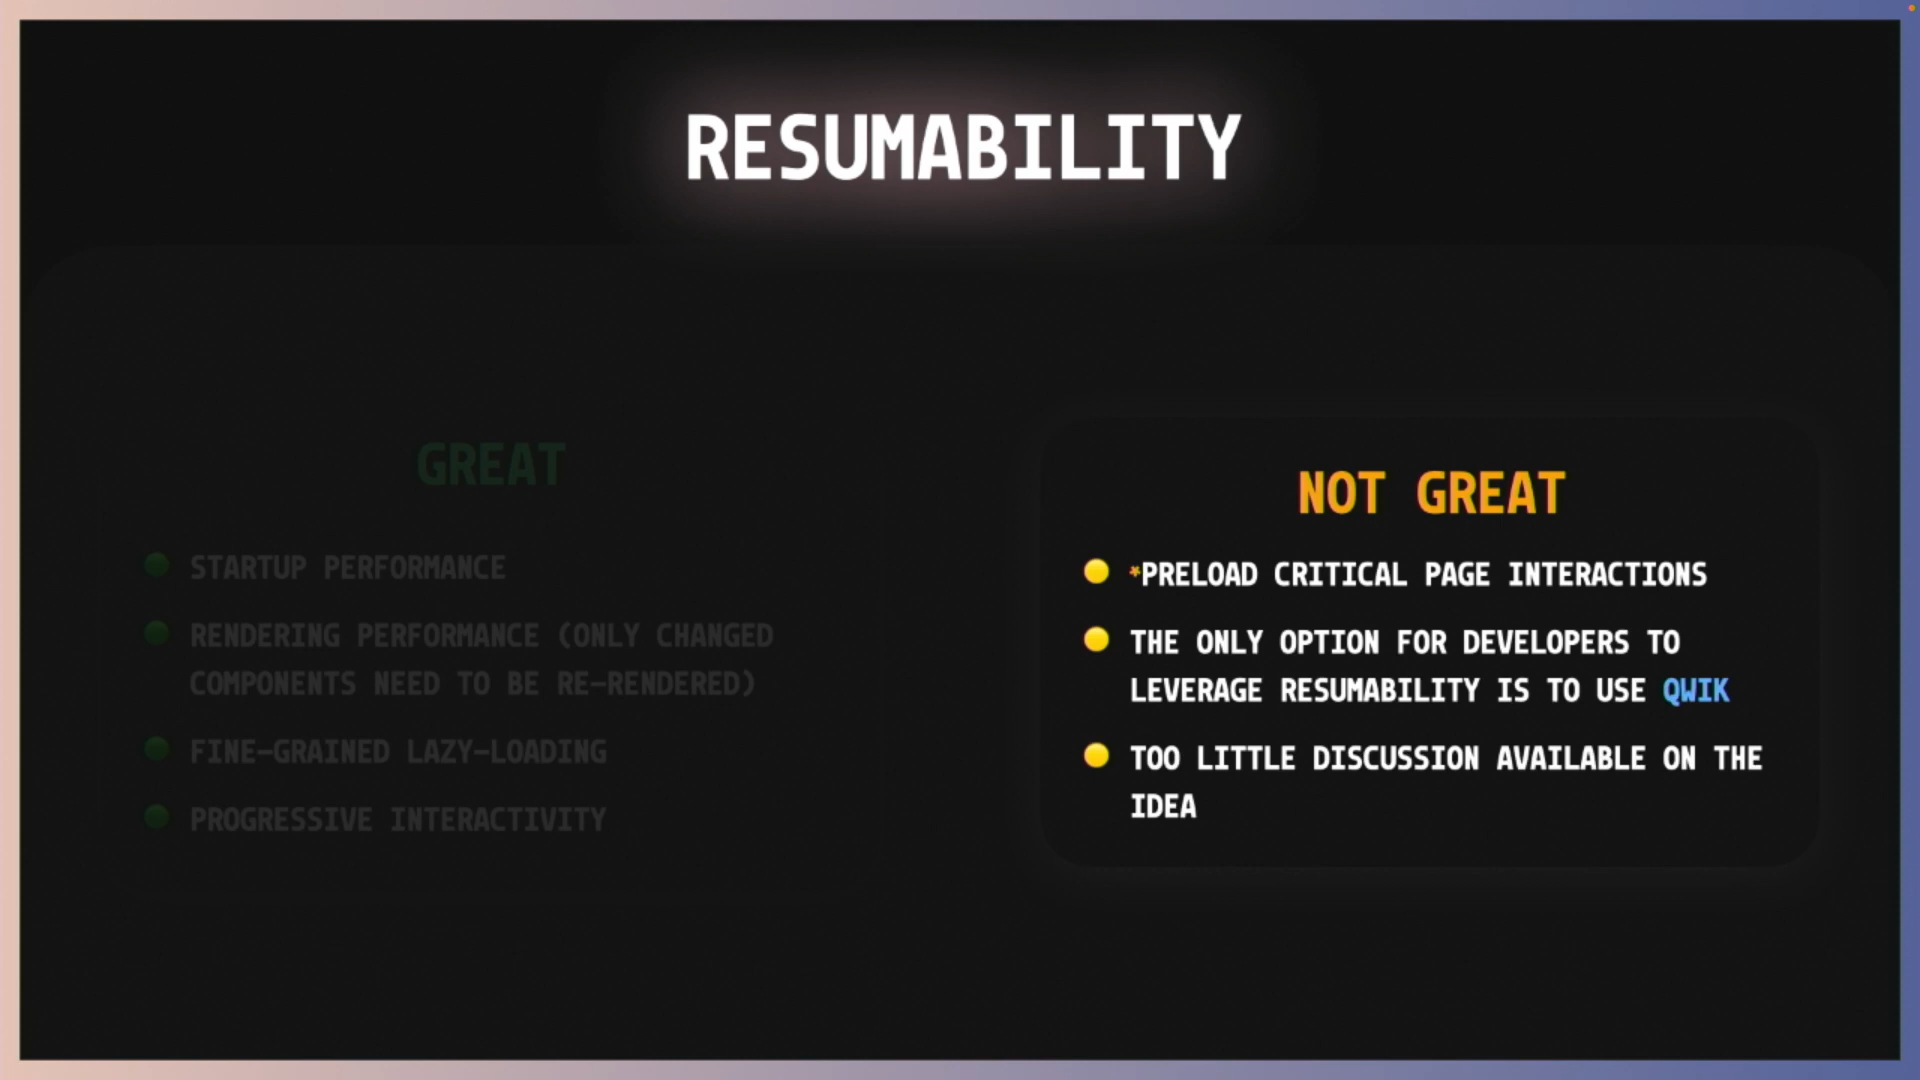 RESUMABILITY
GREAT
STARTUP PERFORMANCE
RENDERING PERFORMANCE (ONLY CHANGED
COMPONENTS NEED TO BE RE-RENDERED)
FINE-GRAINED LAZY-LOADING
PROGRESSIVE INTERACTIVITY
NOT GREAT
*PRELOAD CRITICAL PAGE INTERACTIONS
THE ONLY OPTION FOR DEVELOPERS TO
LEVERAGE RESUMABILITY IS TO USE QWIK
TOO LITTLE DISCUSSION AVAILABLE ON THE
IDEA